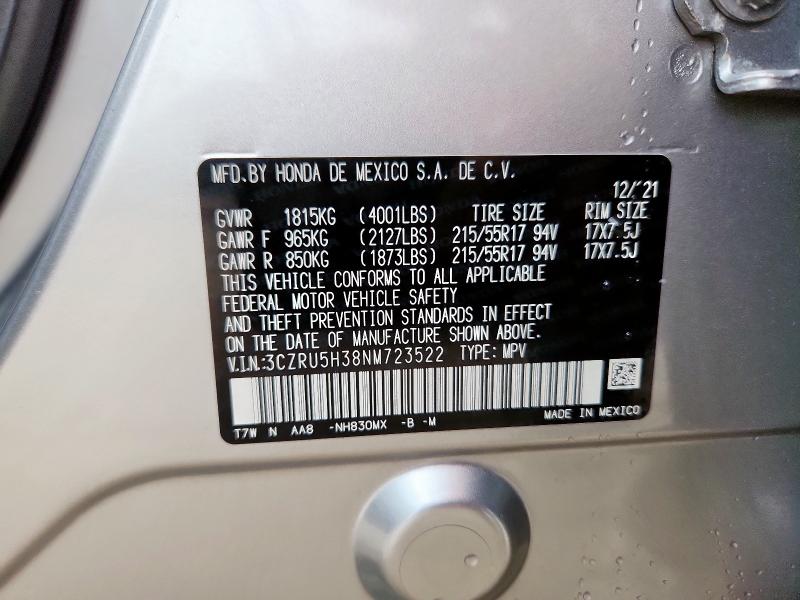 MFD.BY HONDA DE MEXICO S.A. DE C.V.
12/'21
GVWR 1815KG (4001LBS) TIRE SIZE RIM SIZE
GAWR F 965KG (2127LBS) 215/55R17 94V 17X7.5J
GAWR R 850KG (1873LBS) 215/55R17 94V 17X7.5J
THIS VEHICLE CONFORMS TO ALL APPLICABLE
FEDERAL MOTOR VEHICLE SAFETY
AND THEFT PREVENTION STANDARDS IN EFFECT
ON THE DATE OF MANUFACTURE SHOWN ABOVE.
V.I.N.:3CZRU5H38NM723522 TYPE: MPV
T7W N AA8 -NH830MX -B -M MADE IN MEXICO